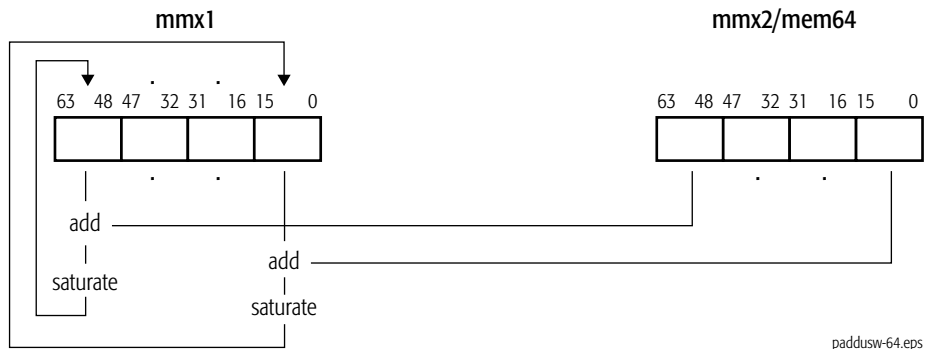 mmx1 mmx2/mem64
. . 
63 48 47 32 31 16 15 0 63 48 47 32 31 16 15 0
. . . .
add
add
saturate
saturate
paddusw-64.eps